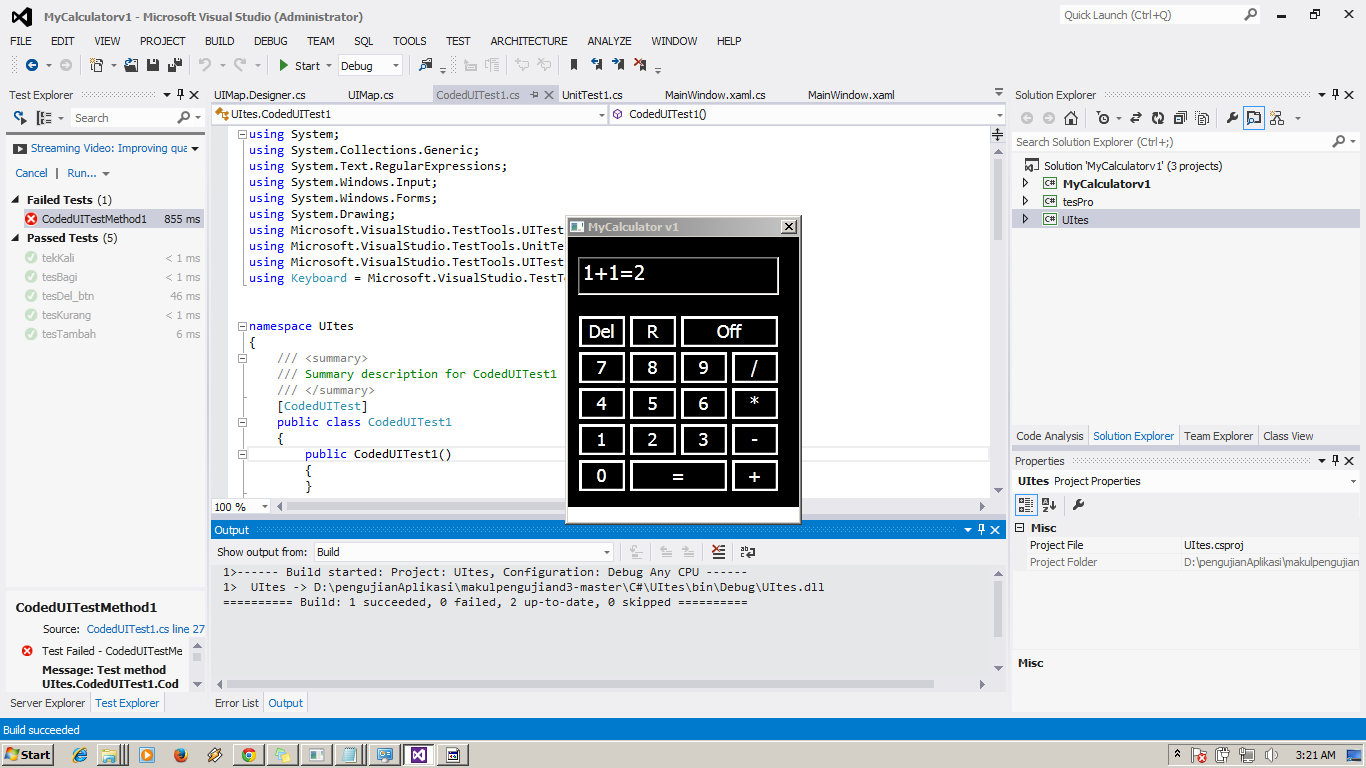 MyCalculatorv1 - Microsoft Visual Studio (Administrator)
Quick Launch (Ctrl+Q)
FILE EDIT VIEW PROJECT BUILD DEBUG TEAM SQL TOOLS TEST ARCHITECTURE ANALYZE WINDOW HELP
Start Debug
Test Explorer
Search
Streaming Video: Improving qua
Cancel | Run...
Failed Tests (1)
CodedUITestMethod1 855 ms
Passed Tests (5)
tekKali < 1 ms
tesBagi < 1 ms
tesDel_btn 46 ms
tesKurang < 1 ms
tesTambah 6 ms
CodedUITestMethod1
Source: CodedUITest1.cs line 27
Test Failed - CodedUITestMe
Message: Test method
UItes.CodedUITest1.Cod
Server Explorer Test Explorer
UIMap.Designer.cs UIMap.cs CodedUITest1.cs UnitTest1.cs MainWindow.xaml.cs MainWindow.xaml
UItes.CodedUITest1 CodedUITest1()
using System;
using System.Collections.Generic;
using System.Text.RegularExpressions;
using System.Windows.Input;
using System.Windows.Forms;
using System.Drawing;
using Microsoft.VisualStudio.TestTools.UITest
using Microsoft.VisualStudio.TestTools.UnitTe
using Microsoft.VisualStudio.TestTools.UITest
using Keyboard = Microsoft.VisualStudio.TestTo
namespace UItes
{
/// <summary>
/// Summary description for CodedUITest1
/// </summary>
[CodedUITest]
public class CodedUITest1
{
public CodedUITest1()
{
}
100 %
MyCalculator v1
1+1=2
Del R Off
7 8 9 /
4 5 6 *
1 2 3 -
0 = +
Output
Show output from: Build
1>------ Build started: Project: UItes, Configuration: Debug Any CPU ------
1> UItes -> D:\pengujianAplikasi\makulpengujiand3-master\C#\UItes\bin\Debug\UItes.dll
========== Build: 1 succeeded, 0 failed, 2 up-to-date, 0 skipped ==========
Error List Output
Solution Explorer
Search Solution Explorer (Ctrl+;)
Solution 'MyCalculatorv1' (3 projects)
C# MyCalculatorv1
C# tesPro
C# UItes
Code Analysis Solution Explorer Team Explorer Class View
Properties
UItes Project Properties
Misc
Project File UItes.csproj
Project Folder D:\pengujianAplikasi\makulpengujian
Misc
Build succeeded
Start
3:21 AM